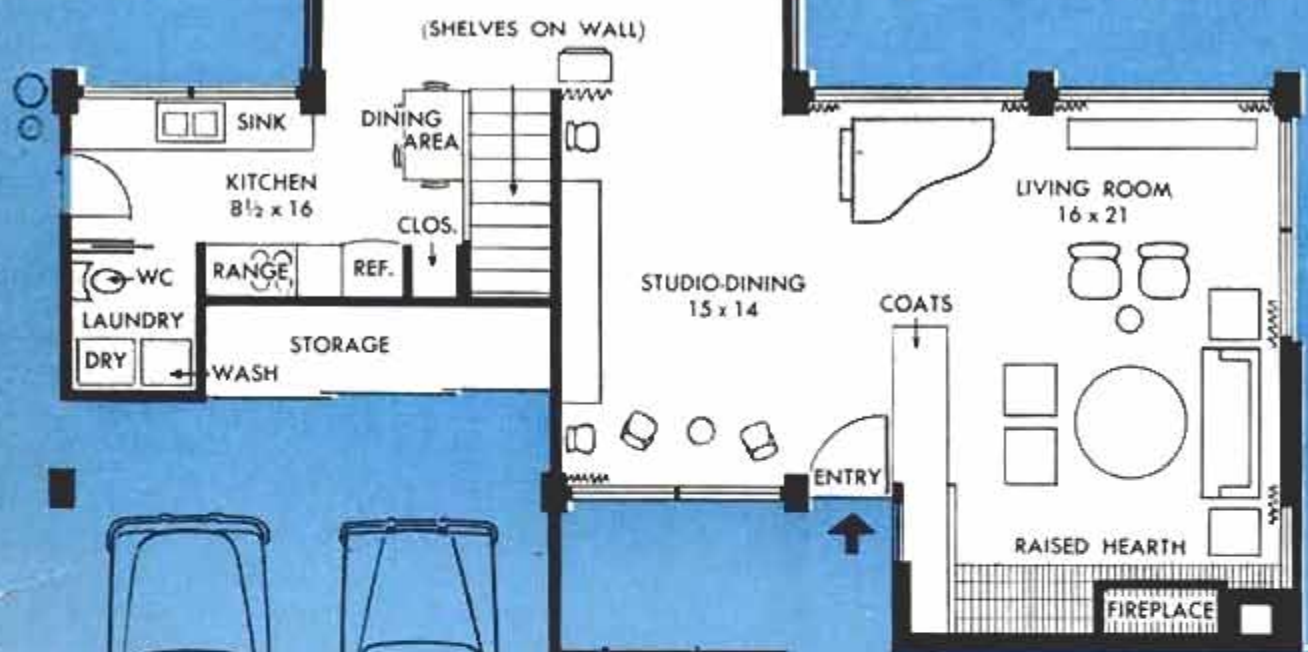 (SHELVES ON WALL)
SINK
DINING
AREA
KITCHEN
8½ x 16
LIVING ROOM
16 x 21
CLOS.
RANGE
REF.
WC
STUDIO-DINING
15 x 14
COATS
LAUNDRY
STORAGE
DRY
WASH
ENTRY
RAISED HEARTH
FIREPLACE